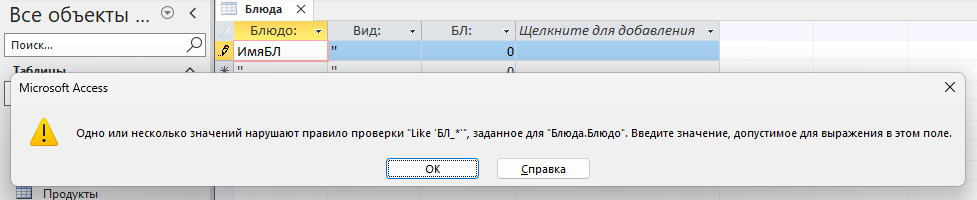 Все объекты ...
Блюда
Поиск...
Блюдо: Вид: БЛ: Щелкните для добавления
ИмяБЛ " 0
Таблицы
" " 0
Microsoft Access
Одно или несколько значений нарушают правило проверки "Like 'БЛ_*'", заданное для "Блюда.Блюдо". Введите значение, допустимое для выражения в этом поле.
ОК
Справка
Продукты